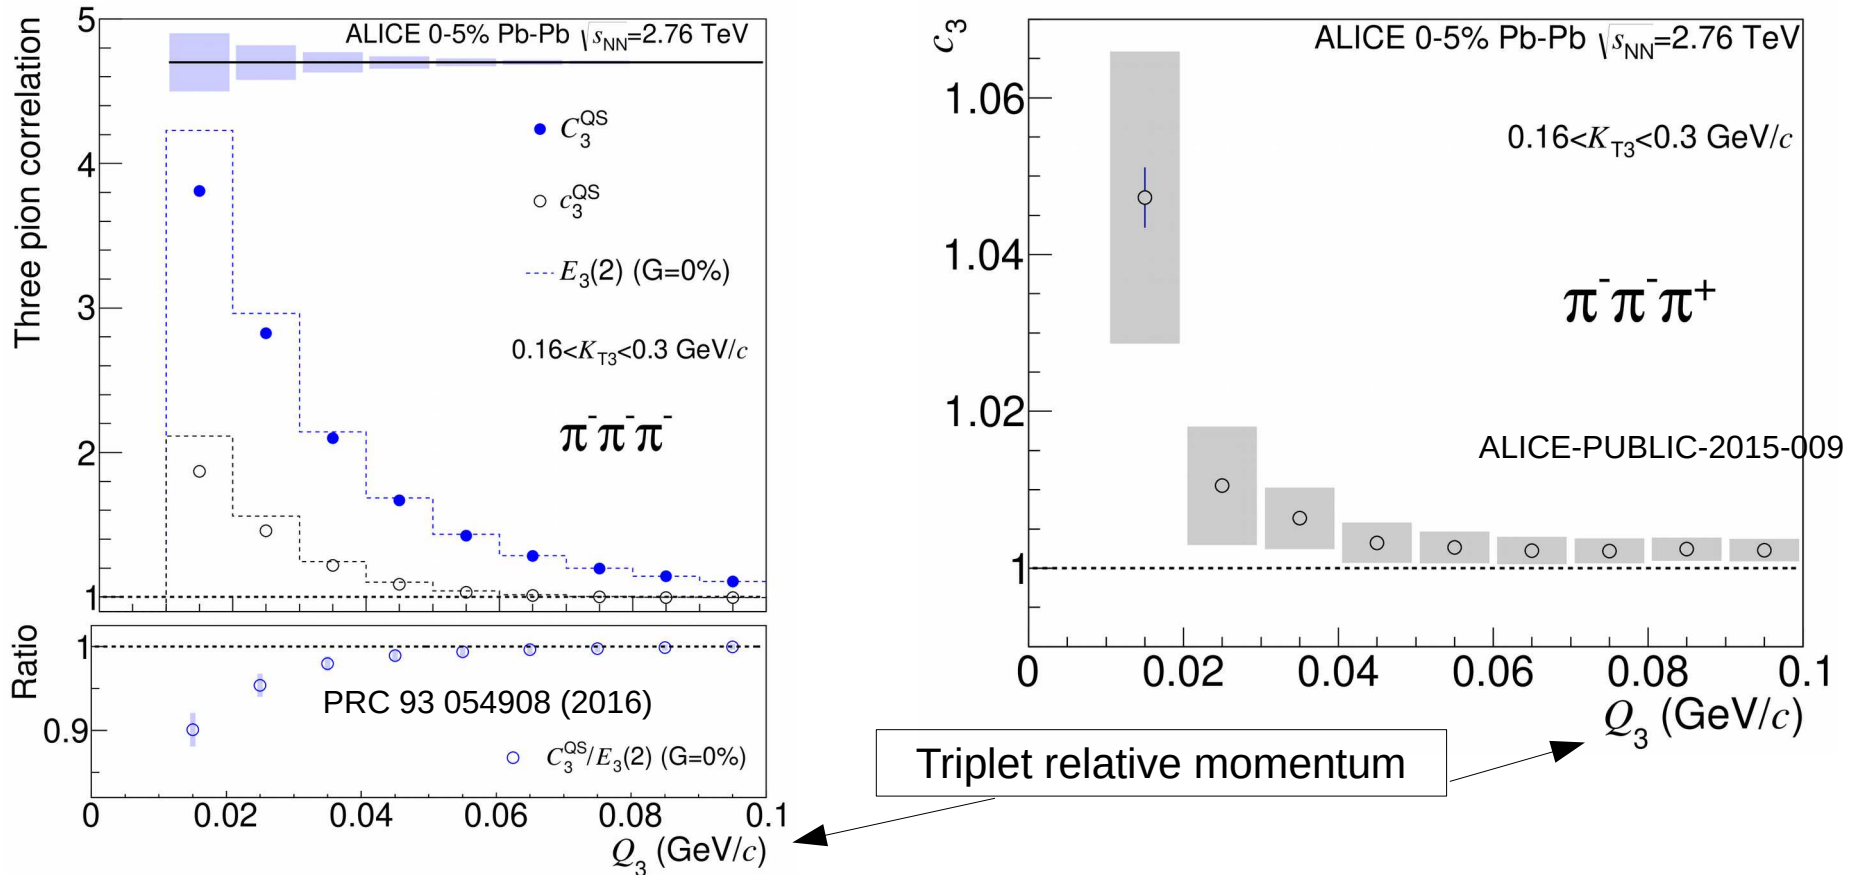 Three pion correlation
5
4
3
2
1
ALICE 0-5% Pb-Pb √sNN=2.76 TeV
C3QS
c3QS
E3(2) (G=0%)
0.16<KT3<0.3 GeV/c
π-π-π-
Ratio
1
0.9
PRC 93 054908 (2016)
C3QS/E3(2) (G=0%)
0 0.02 0.04 0.06 0.08 0.1
Q3 (GeV/c)
c3
1.06
1.04
1.02
1
ALICE 0-5% Pb-Pb √sNN=2.76 TeV
0.16<KT3<0.3 GeV/c
π-π-π+
ALICE-PUBLIC-2015-009
0 0.02 0.04 0.06 0.08 0.1
Q3 (GeV/c)
Triplet relative momentum